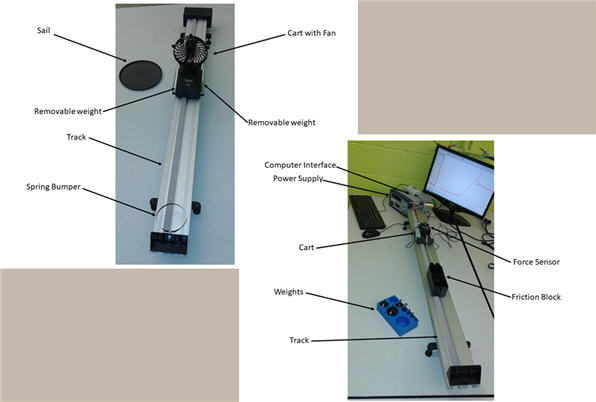 Sail
Cart with Fan
Removable weight
Removable weight
Track
Spring Bumper
Computer Interface
Power Supply
Cart
Force Sensor
Weights
Friction Block
Track